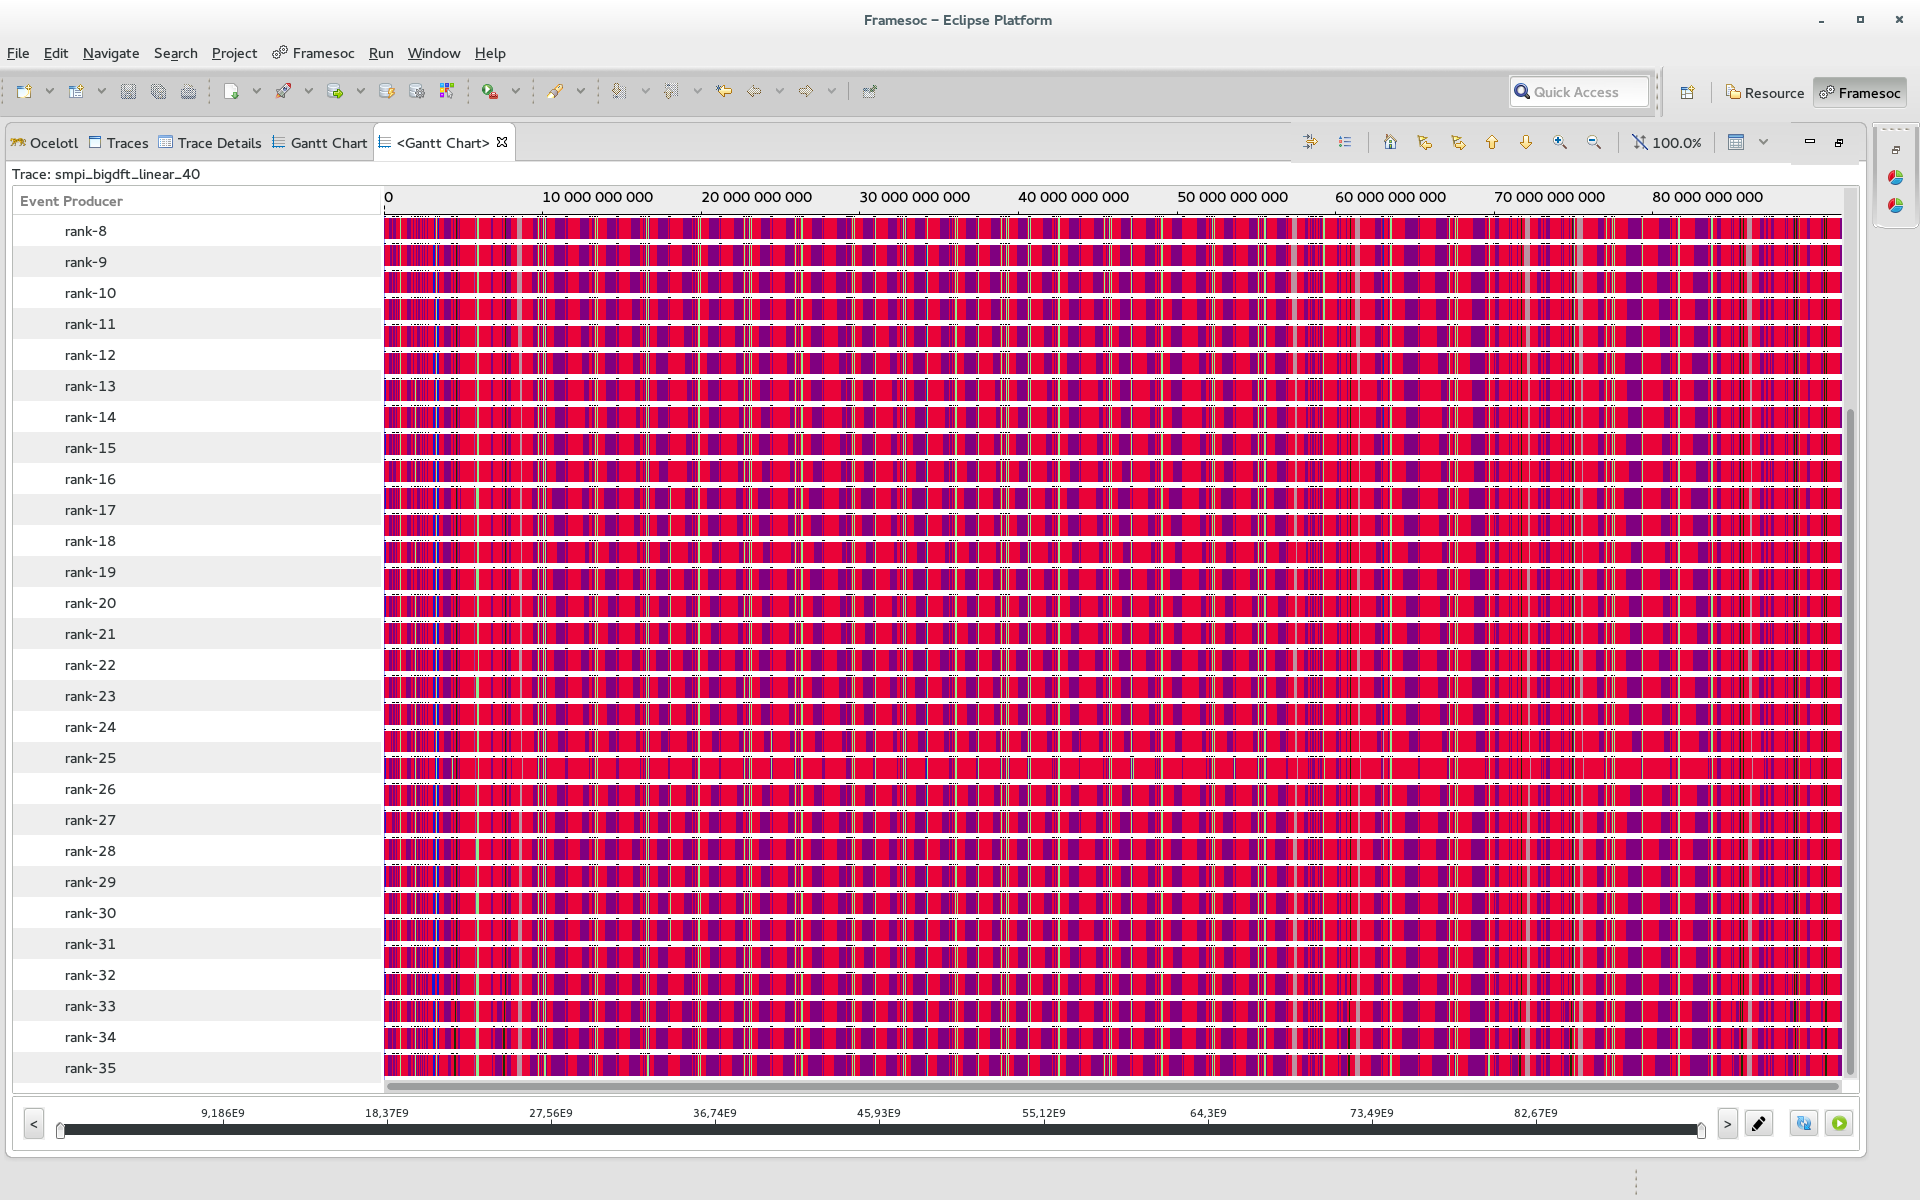 Framesoc – Eclipse Platform
File Edit Navigate Search Project Framesoc Run Window Help
Quick Access Resource Framesoc
Ocelotl Traces Trace Details Gantt Chart <Gantt Chart> 100.0%
Trace: smpi_bigdft_linear_40
Event Producer 0 10 000 000 000 20 000 000 000 30 000 000 000 40 000 000 000 50 000 000 000 60 000 000 000 70 000 000 000 80 000 000 000
rank-8
rank-9
rank-10
rank-11
rank-12
rank-13
rank-14
rank-15
rank-16
rank-17
rank-18
rank-19
rank-20
rank-21
rank-22
rank-23
rank-24
rank-25
rank-26
rank-27
rank-28
rank-29
rank-30
rank-31
rank-32
rank-33
rank-34
rank-35
9,186E9 18,37E9 27,56E9 36,74E9 45,93E9 55,12E9 64,3E9 73,49E9 82,67E9
< >